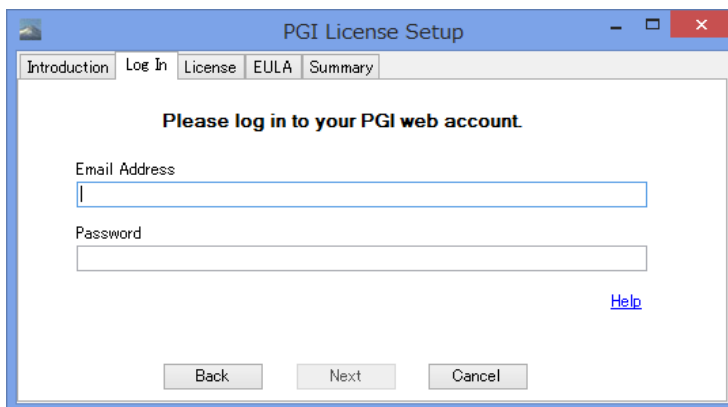 PGI License Setup
Introduction Log In License EULA Summary
Please log in to your PGI web account.
Email Address
Password
Help
Back Next Cancel